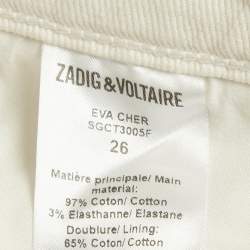 ZADIG&VOLTAIRE
EVA CHER
SGCT3005F
26
Matière principale/ Main
material:
97% Coton/ Cotton
3% Elasthanne/ Élastane
Doublure/ Lining:
65% Coton/ Cotton